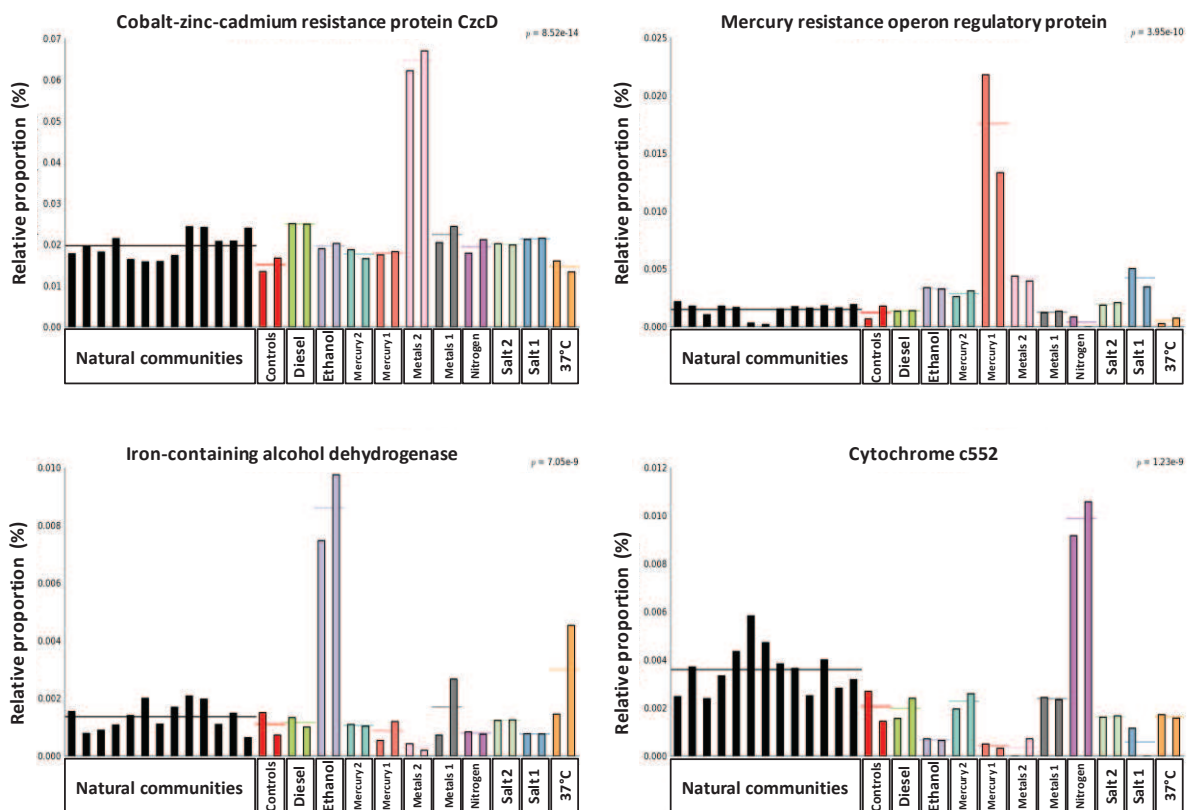 Cobalt-zinc-cadmium resistance protein CzcD
p = 8.52e-14
Relative proportion (%)
0.07
0.06
0.05
0.04
0.03
0.02
0.01
0.00
Natural communities
Controls
Diesel
Ethanol
Mercury 2
Mercury 1
Metals 2
Metals 1
Nitrogen
Salt 2
Salt 1
37°C
Mercury resistance operon regulatory protein
p = 3.95e-10
Relative proportion (%)
0.025
0.020
0.015
0.010
0.005
0.000
Natural communities
Controls
Diesel
Ethanol
Mercury 2
Mercury 1
Metals 2
Metals 1
Nitrogen
Salt 2
Salt 1
37°C
Iron-containing alcohol dehydrogenase
p = 7.05e-9
Relative proportion (%)
0.010
0.008
0.006
0.004
0.002
0.000
Natural communities
Controls
Diesel
Ethanol
Mercury 2
Mercury 1
Metals 2
Metals 1
Nitrogen
Salt 2
Salt 1
37°C
Cytochrome c552
p = 1.23e-9
Relative proportion (%)
0.012
0.010
0.008
0.006
0.004
0.002
0.000
Natural communities
Controls
Diesel
Ethanol
Mercury 2
Mercury 1
Metals 2
Metals 1
Nitrogen
Salt 2
Salt 1
37°C